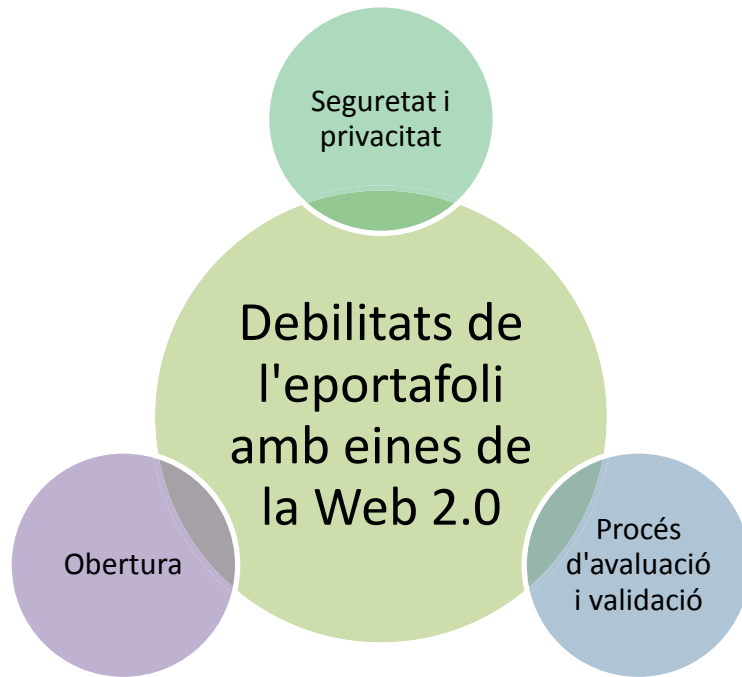 Seguretat i
privacitat
Debilitats de
l'eportafoli
amb eines de
la Web 2.0
Obertura
Procés
d'avaluació
i validació